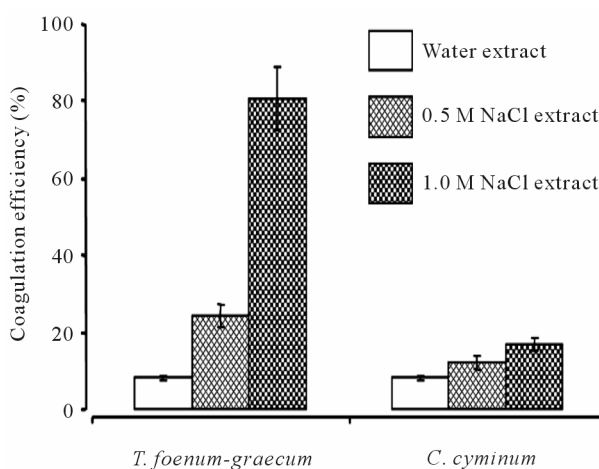 100
80
60
40
20
0
Coagulation efficiency (%)
Water extract
0.5 M NaCl extract
1.0 M NaCl extract
T. foenum-graecum
C. cyminum